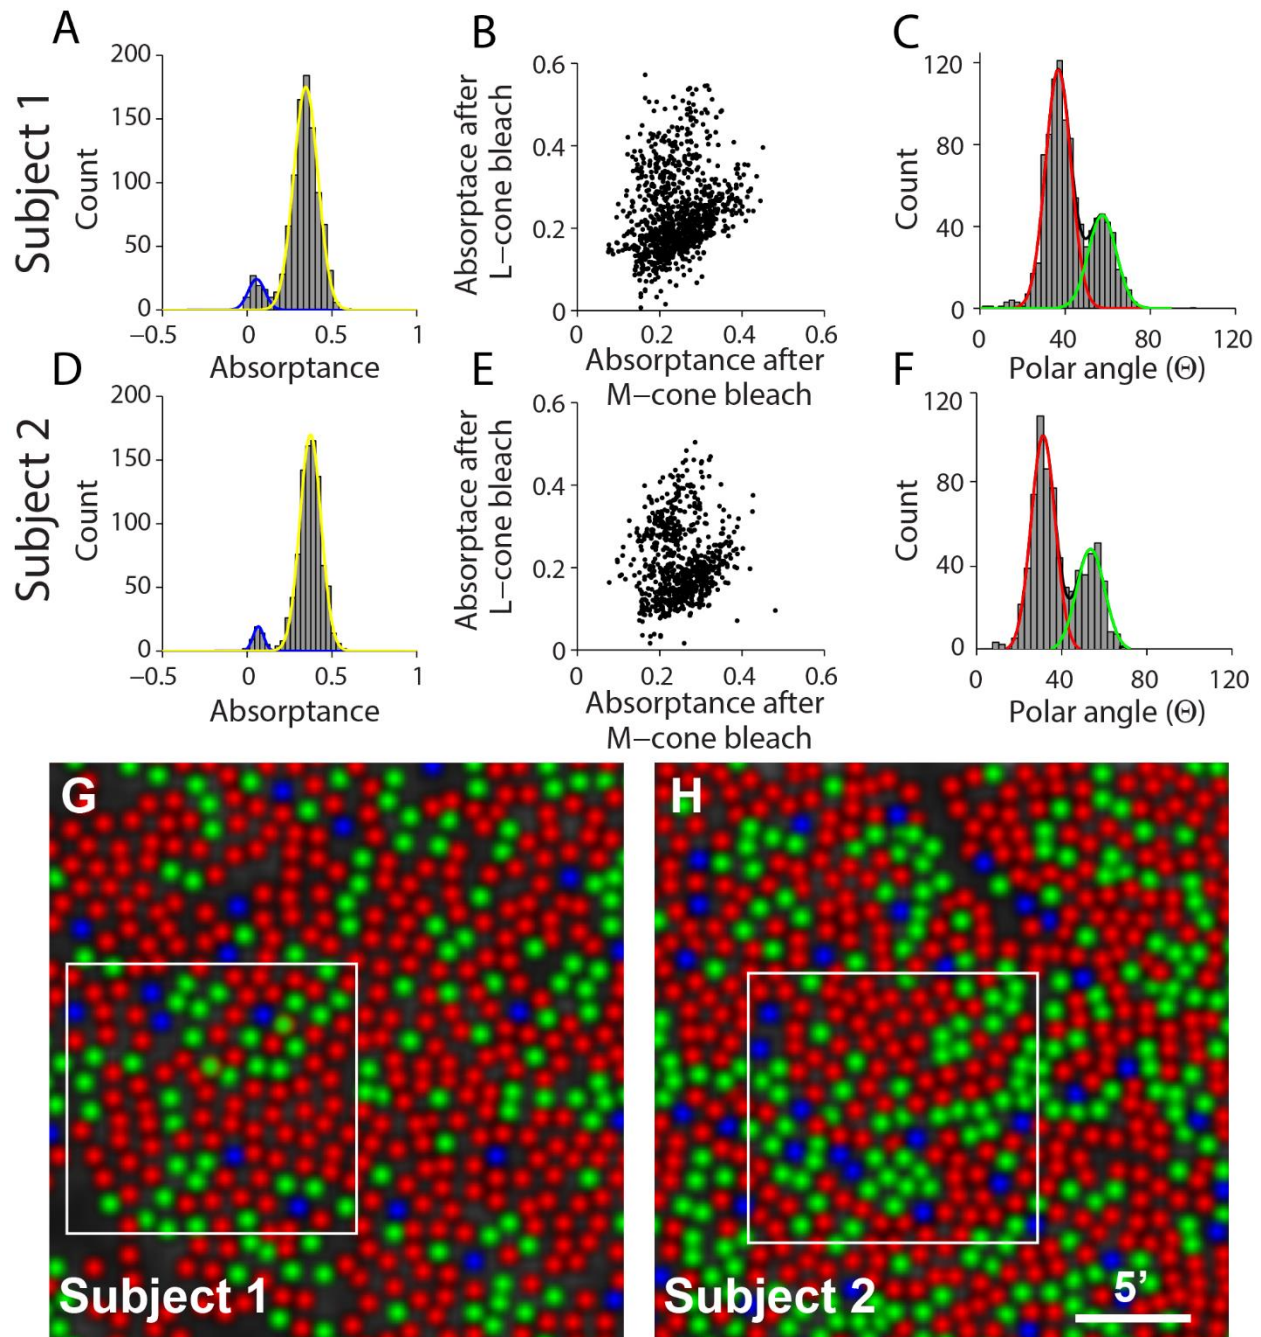 A
B
C
Subject 1
Count
200
150
100
50
0
−0.5
0
0.5
1
Absorptance
Absorptace after
L−cone bleach
0.6
0.4
0.2
0
0
0.2
0.4
0.6
Absorptance after
M−cone bleach
Count
120
80
40
0
0
40
80
120
Polar angle (Θ)
D
E
F
Subject 2
Count
200
150
100
50
0
−0.5
0
0.5
1
Absorptance
Absorptace after
L−cone bleach
0.6
0.4
0.2
0
0
0.2
0.4
0.6
Absorptance after
M−cone bleach
Count
120
80
40
0
0
40
80
120
Polar angle (Θ)
G
H
Subject 1
Subject 2
5’